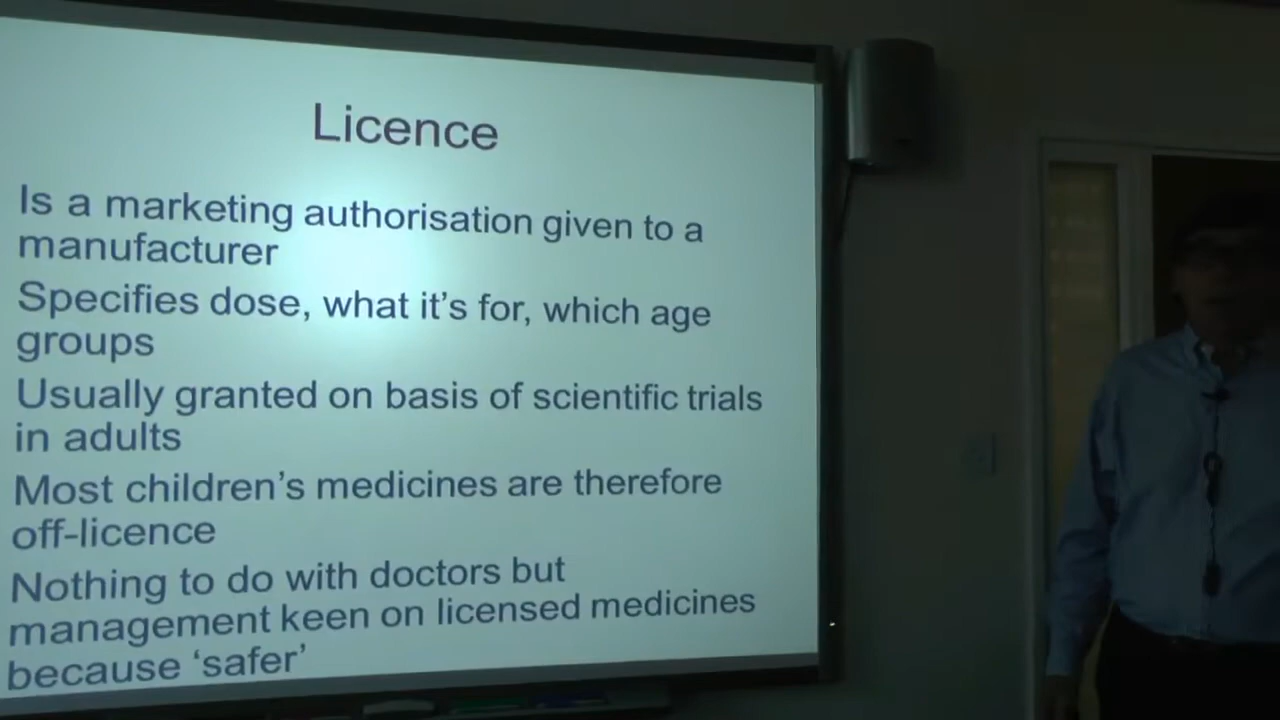 Licence
Is a marketing authorisation given to a
manufacturer
Specifies dose, what it's for, which age
groups
Usually granted on basis of scientific trials
in adults
Most children's medicines are therefore
off-licence
Nothing to do with doctors but
management keen on licensed medicines
because ‘safer’